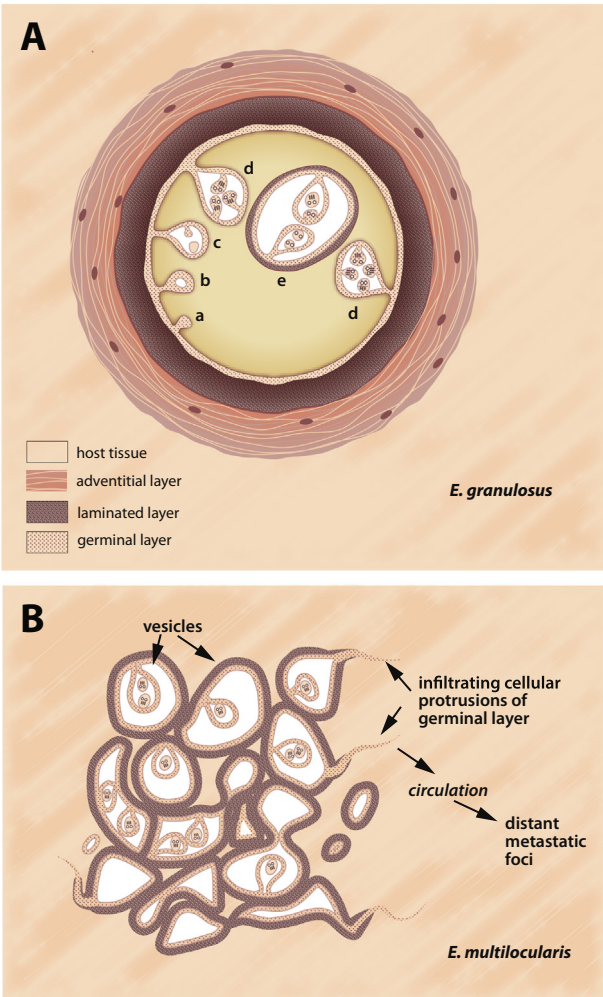 A
d
c
b
a
e
d
host tissue
adventitial layer
laminated layer
germinal layer
E. granulosus
B
vesicles
infiltrating cellular
protrusions of
germinal layer
circulation
distant
metastatic
foci
E. multilocularis